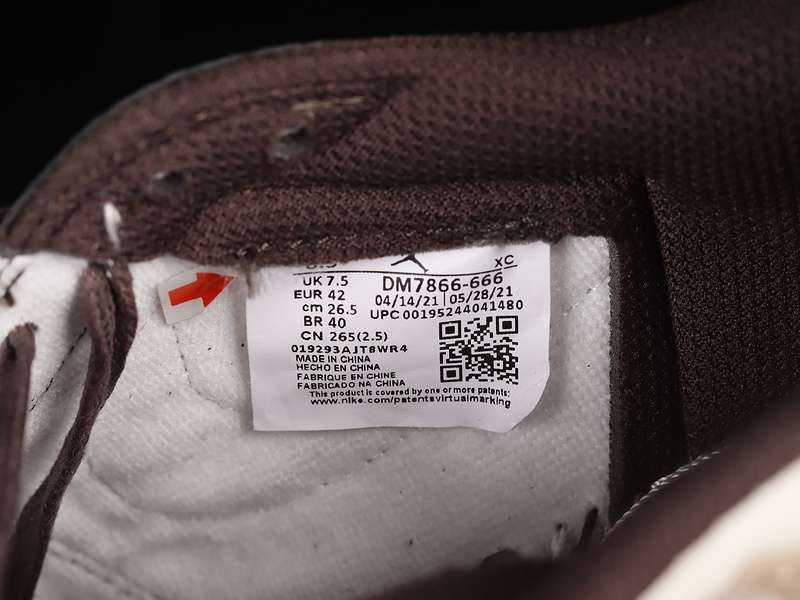 XC
UK 7.5
EUR 42
cm 26.5
BR 40
CN 265(2.5)
DM7866-666
04/14/21 | 05/28/21
UPC 00195244041480
019293AJT8WR4
MADE IN CHINA
HECHO EN CHINA
FABRIQUE EN CHINE
FABRICADO NA CHINA
This product is covered by one or more patents:
www.nike.com/patentsvirtualmarking